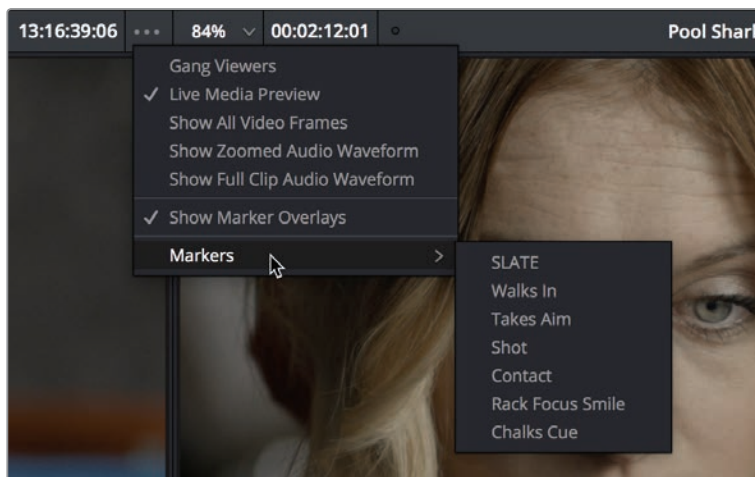 13:16:39:06 ••• 84% 00:02:12:01
Gang Viewers
Live Media Preview
Show All Video Frames
Show Zoomed Audio Waveform
Show Full Clip Audio Waveform
Show Marker Overlays
Markers
SLATE
Walks In
Takes Aim
Shot
Contact
Rack Focus Smile
Chalks Cue
Pool